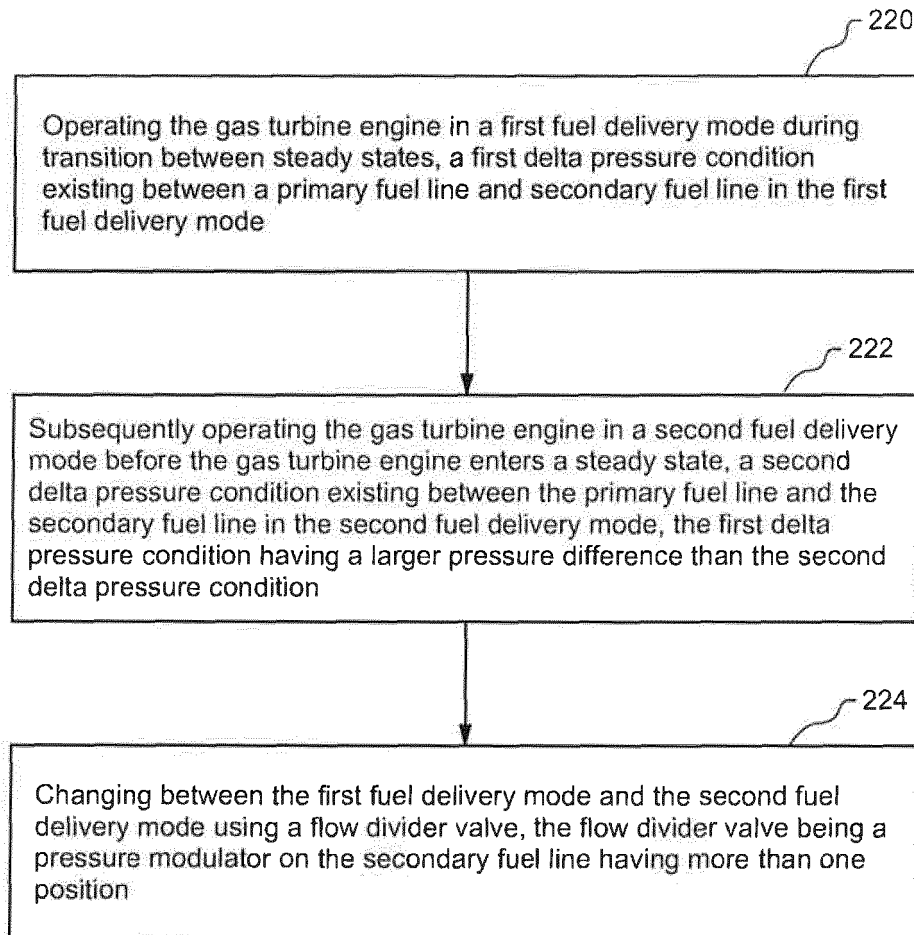 220
Operating the gas turbine engine in a first fuel delivery mode during
transition between steady states, a first delta pressure condition
existing between a primary fuel line and secondary fuel line in the first
fuel delivery mode
222
Subsequently operating the gas turbine engine in a second fuel delivery
mode before the gas turbine engine enters a steady state, a second
delta pressure condition existing between the primary fuel line and the
secondary fuel line in the second fuel delivery mode, the first delta
pressure condition having a larger pressure difference than the second
delta pressure condition
224
Changing between the first fuel delivery mode and the second fuel
delivery mode using a flow divider valve, the flow divider valve being a
pressure modulator on the secondary fuel line having more than one
position